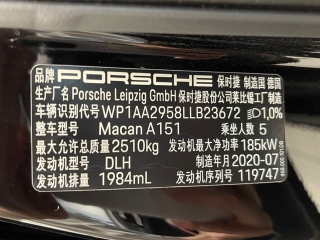 品牌 PORSCHE 保时捷 制造国 德国
生产厂名 Porsche Leipzig GmbH 保时捷股份公司莱比锡工厂制造
车辆识别代号 WP1AA2958LLB23672 1,0%
整车型号 Macan A151 乘坐人数 5
最大允许总质量 2510kg 发动机最大净功率 185kW
发动机型号 DLH 制造年月 2020-07
发动机排量 1984mL 发动机序列号 119747